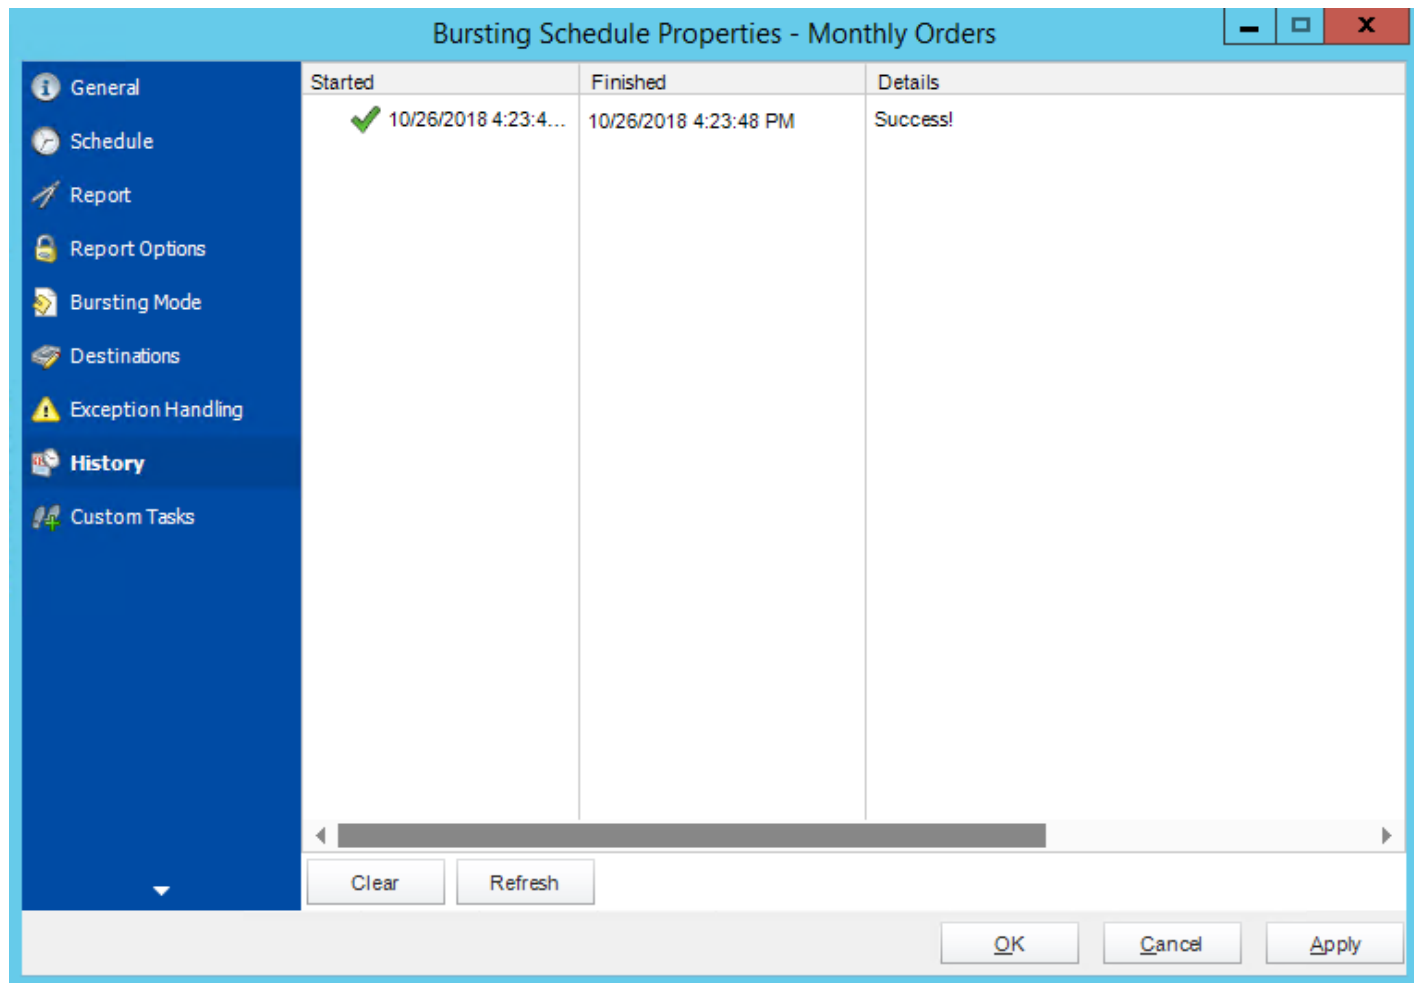 Bursting Schedule Properties - Monthly Orders
General
Schedule
Report
Report Options
Bursting Mode
Destinations
Exception Handling
History
Custom Tasks
Started Finished Details
10/26/2018 4:23:4... 10/26/2018 4:23:48 PM Success!
Clear Refresh
OK Cancel Apply